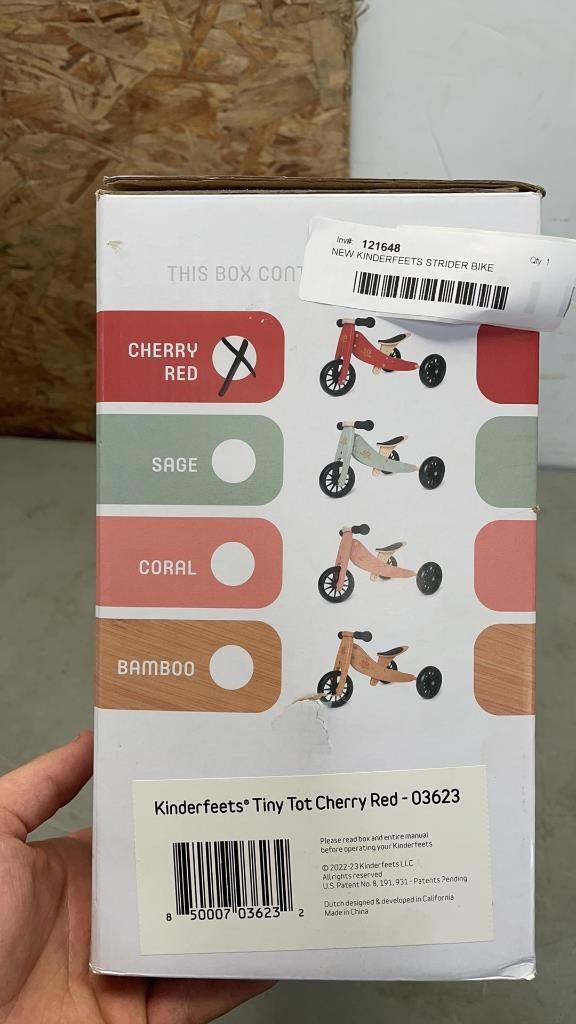 Inv#: 121648
Qty 1
NEW KINDERFEETS STRIDER BIKE
THIS BOX
CHERRY
RED
SAGE
CORAL
BAMBOO
Kinderfeets® Tiny Tot Cherry Red - 03623
Please read box and entire manual
before operating your Kinderfeets
© 2022-23 Kinderfeets LLC
All rights reserved
U.S. Patent No. 8, 191, 931 - Patents Pending
Dutch designed & developed in California
Made in China
8 50007 03623 2